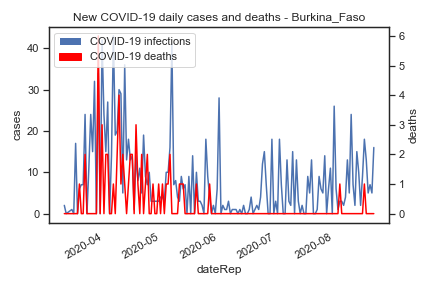 New COVID-19 daily cases and deaths - Burkina_Faso
COVID-19 infections
COVID-19 deaths
40
30
20
10
0
cases
6
5
4
3
2
1
0
deaths
2020-04
2020-05
2020-06
2020-07
2020-08
dateRep